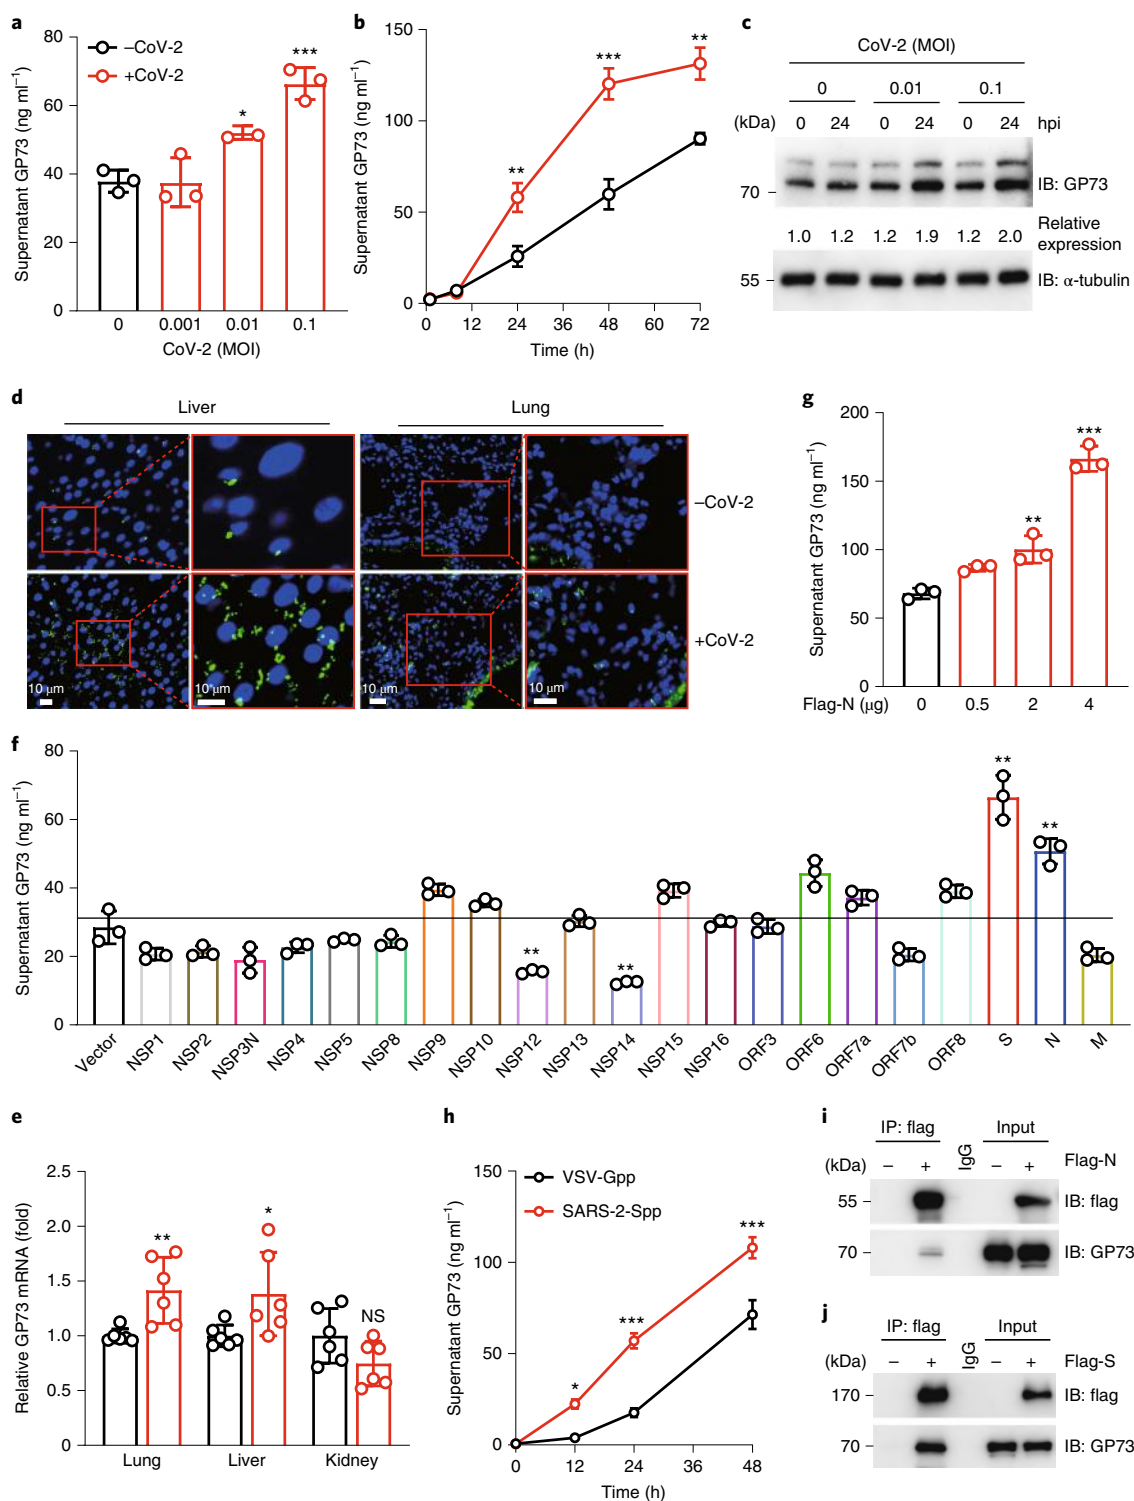 a
80
60
40
20
0
Supernatant GP73 (ng ml−1)
–CoV-2
+CoV-2
*
***
0 0.001 0.01 0.1
CoV-2 (MOI)
b
150
100
50
0
Supernatant GP73 (ng ml−1)
**
***
**
0 12 24 36 48 60 72
Time (h)
c
CoV-2 (MOI)
0 0.01 0.1
(kDa) 0 24 0 24 0 24 hpi
70
IB: GP73
1.0 1.2 1.2 1.9 1.2 2.0
Relative
expression
55
IB: α-tubulin
d
Liver
Lung
–CoV-2
+CoV-2
10 μm
10 μm
10 μm
10 μm
g
200
150
100
50
0
Supernatant GP73 (ng ml−1)
**
***
Flag-N (μg) 0 0.5 2 4
f
80
60
40
20
0
Supernatant GP73 (ng ml−1)
**
**
**
**
Vector NSP1 NSP2 NSP3N NSP4 NSP5 NSP8 NSP9 NSP10 NSP12 NSP13 NSP14 NSP15 NSP16 ORF3 ORF6 ORF7a ORF7b ORF8 S N M
e
2.5
2.0
1.5
1.0
0.5
0
Relative GP73 mRNA (fold)
**
*
NS
Lung Liver Kidney
h
150
100
50
0
Supernatant GP73 (ng ml−1)
VSV-Gpp
SARS-2-Spp
*
***
***
0 12 24 36 48
Time (h)
i
IP: flag
IgG
Input
(kDa) – + – + Flag-N
55
IB: flag
70
IB: GP73
j
IP: flag
IgG
Input
(kDa) – + – + Flag-S
170
IB: flag
70
IB: GP73